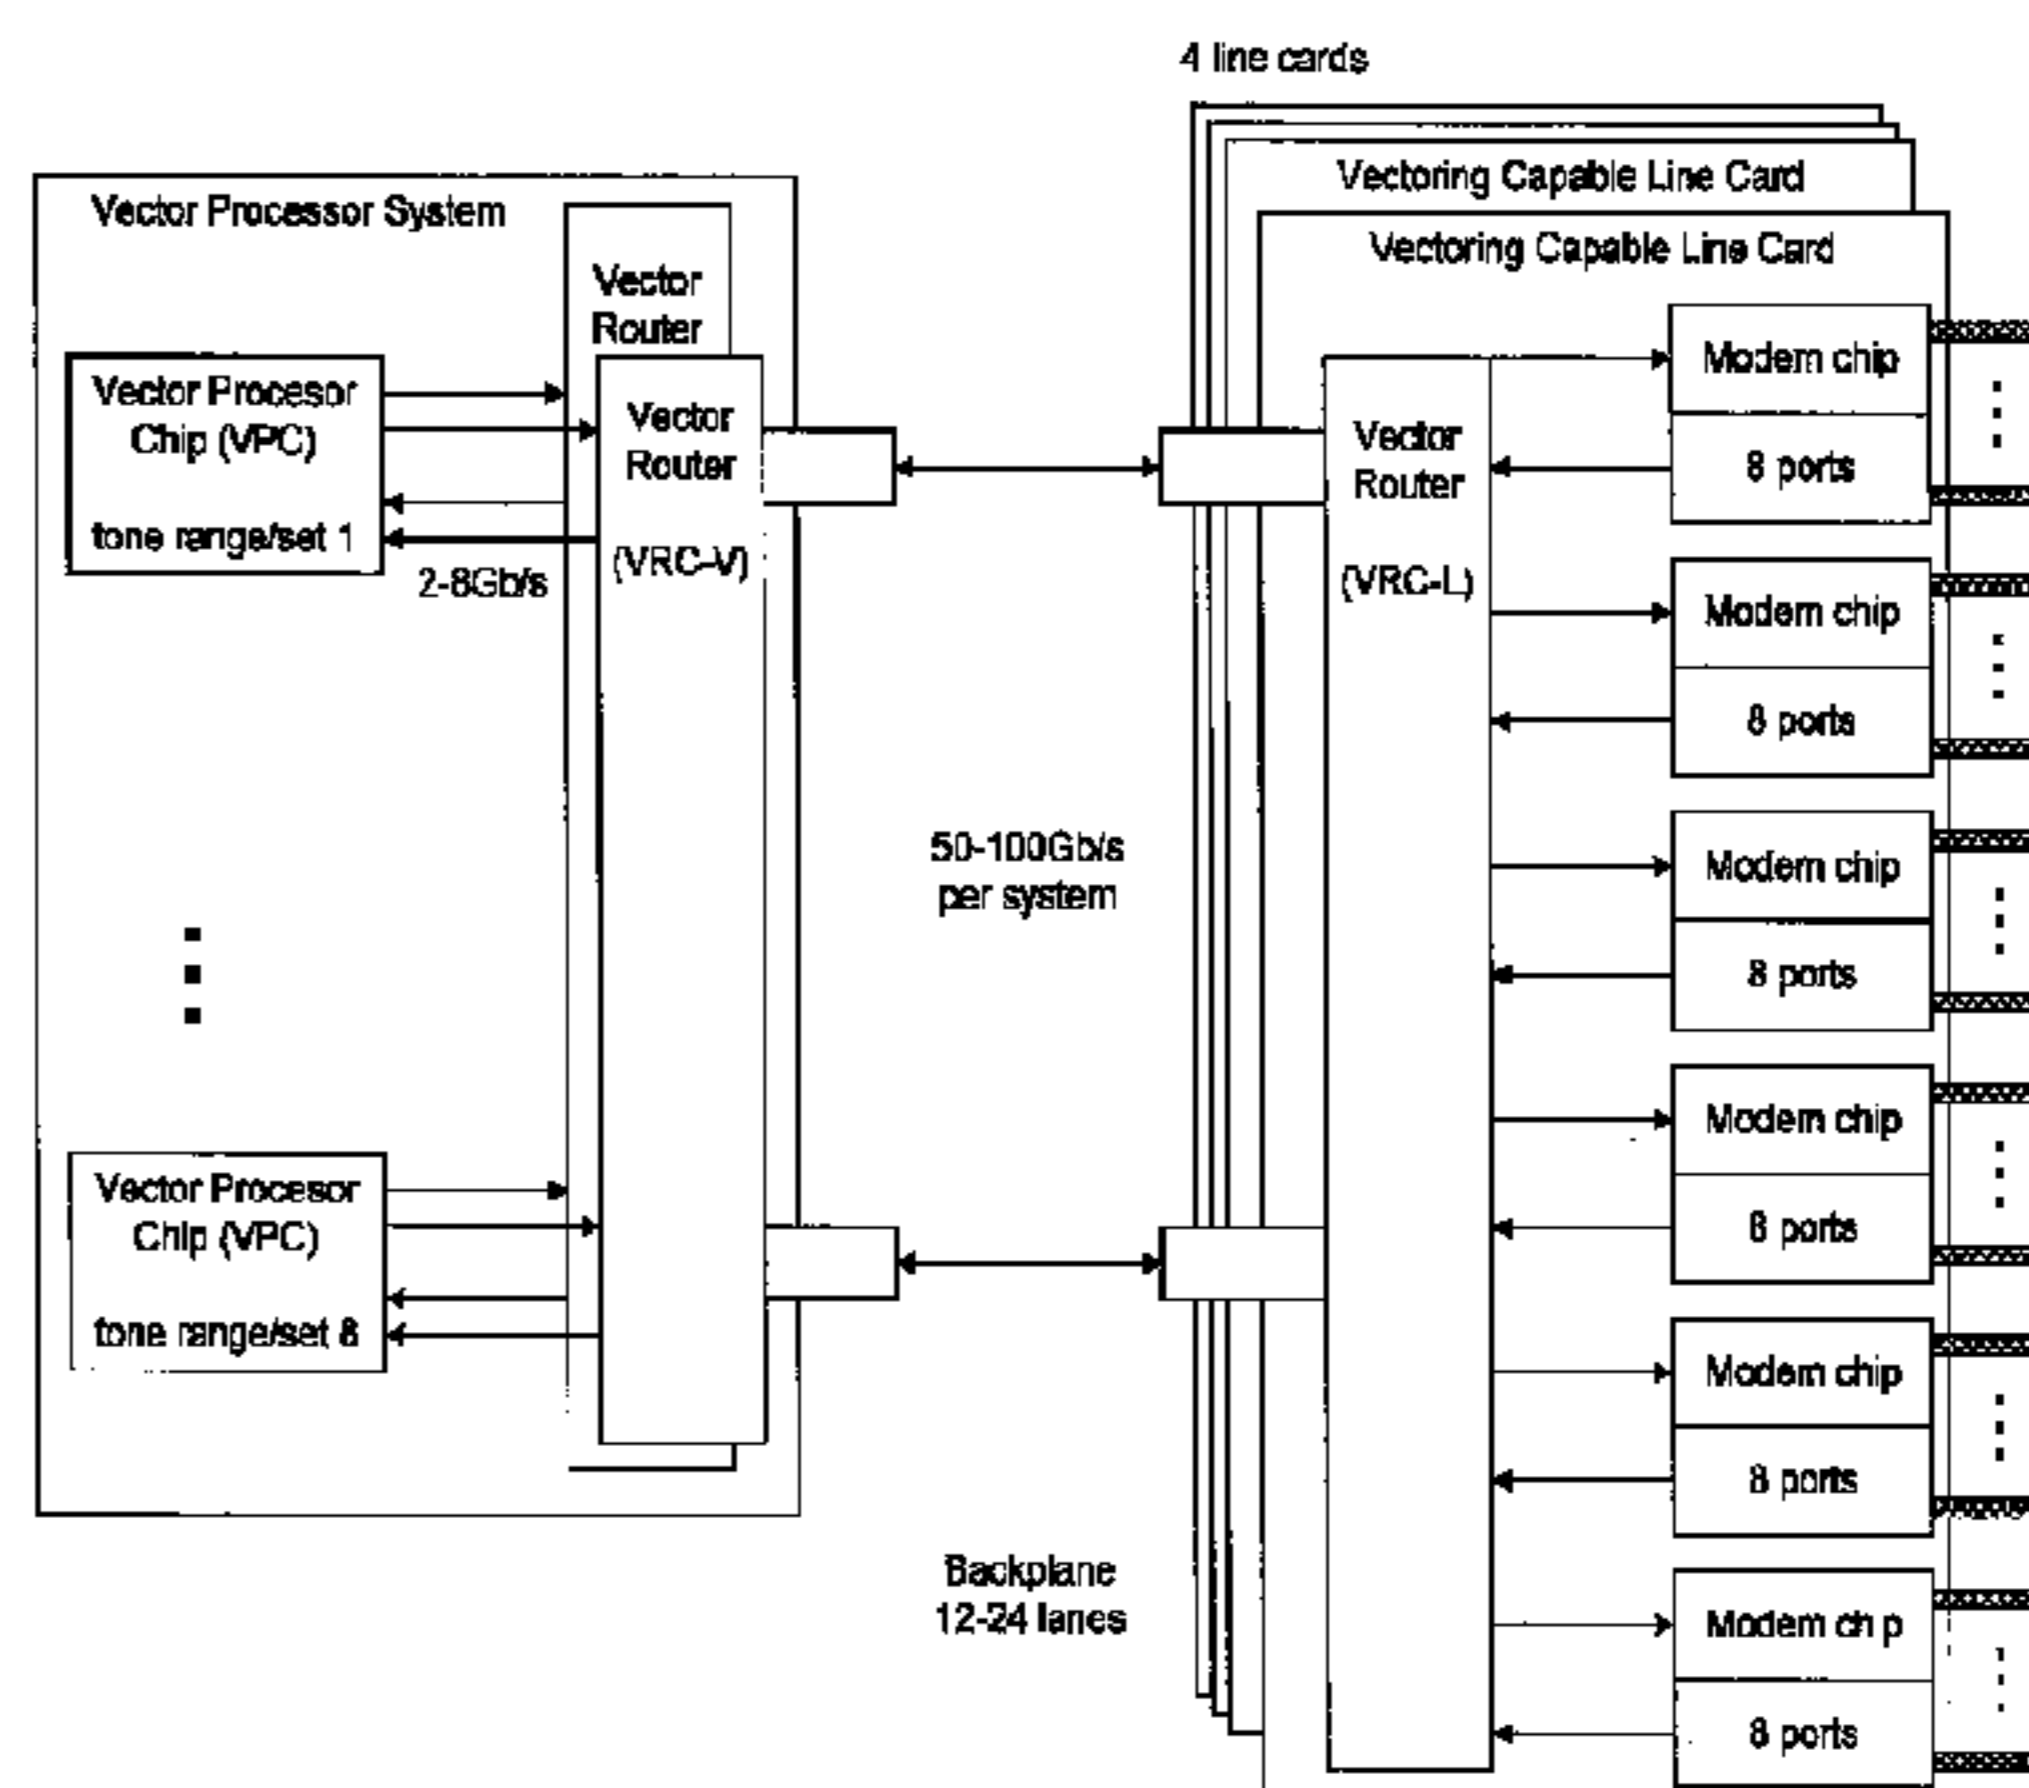 4 line cards
Vectoring Capable Line Card
Vectoring Capable Line Card
Vector Processor System
Vector
Router
Vector Procesor
Chip (VPC)
tone range/set 1
2-8Gb/s
Vector
Router
(VRC-V)
Vector
Router
(VRC-L)
Modem chip
8 ports
Modem chip
8 ports
50-100Gb/s
per system
Modem chip
8 ports
Vector Procesor
Chip (VPC)
tone range/set 8
Modem chip
8 ports
Modem chip
8 ports
Backplane
12-24 lanes
Modem ch p
8 ports